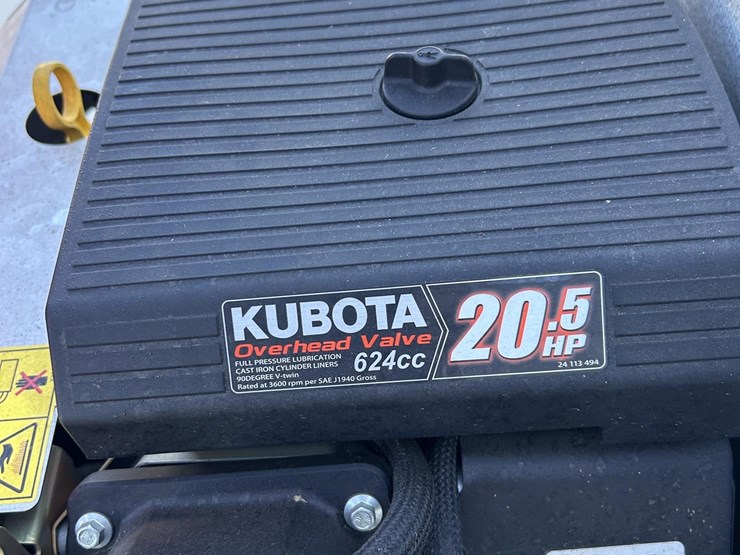 KUBOTA
Overhead Valve
FULL PRESSURE LUBRICATION
CAST IRON CYLINDER LINERS
90DEGREE V-twin
624cc
Rated at 3600 rpm per SAE J1940 Gross
20.5
HP
24 113 494